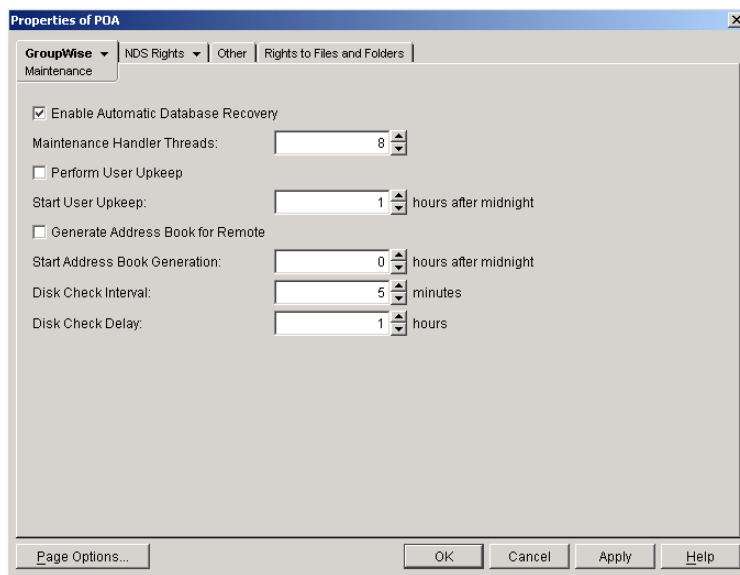 Properties of POA
GroupWise NDS Rights Other Rights to Files and Folders
Maintenance
Enable Automatic Database Recovery
Maintenance Handler Threads: 8
Perform User Upkeep
Start User Upkeep: 1 hours after midnight
Generate Address Book for Remote
Start Address Book Generation: 0 hours after midnight
Disk Check Interval: 5 minutes
Disk Check Delay: 1 hours
Page Options... OK Cancel Apply Help